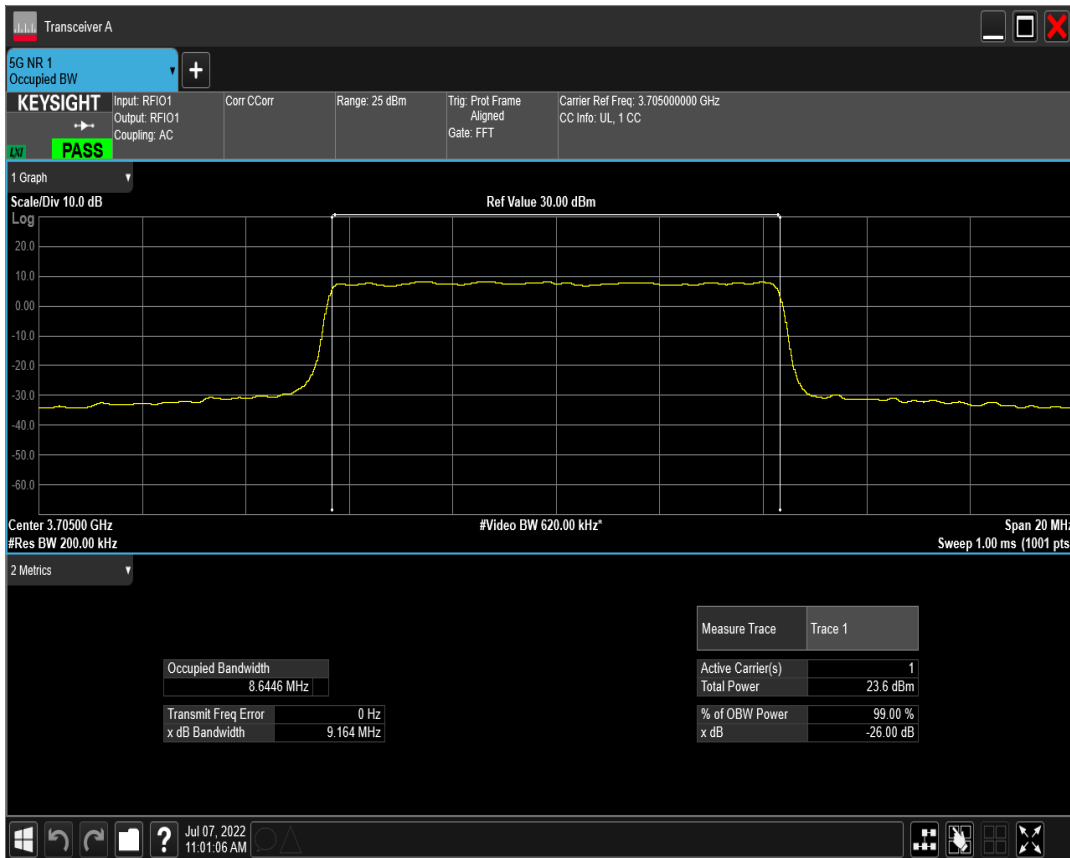 Transceiver A
5G NR 1
Occupied BW
+
KEYSIGHT
LXI
PASS
Input: RFIO1
Output: RFIO1
Coupling: AC
Corr CCorr
Range: 25 dBm
Trig: Prot Frame
Aligned
Gate: FFT
Carrier Ref Freq: 3.705000000 GHz
CC Info: UL, 1 CC
1 Graph
Scale/Div 10.0 dB
Ref Value 30.00 dBm
Log
20.0
10.0
0.00
-10.0
-20.0
-30.0
-40.0
-50.0
-60.0
Center 3.70500 GHz
#Video BW 620.00 kHz*
Span 20 MHz
#Res BW 200.00 kHz
Sweep 1.00 ms (1001 pts
2 Metrics
Measure Trace Trace 1
Occupied Bandwidth
8.6446 MHz
Active Carrier(s) 1
Total Power 23.6 dBm
Transmit Freq Error 0 Hz
x dB Bandwidth 9.164 MHz
% of OBW Power 99.00 %
x dB -26.00 dB
?
Jul 07, 2022
11:01:06 AM